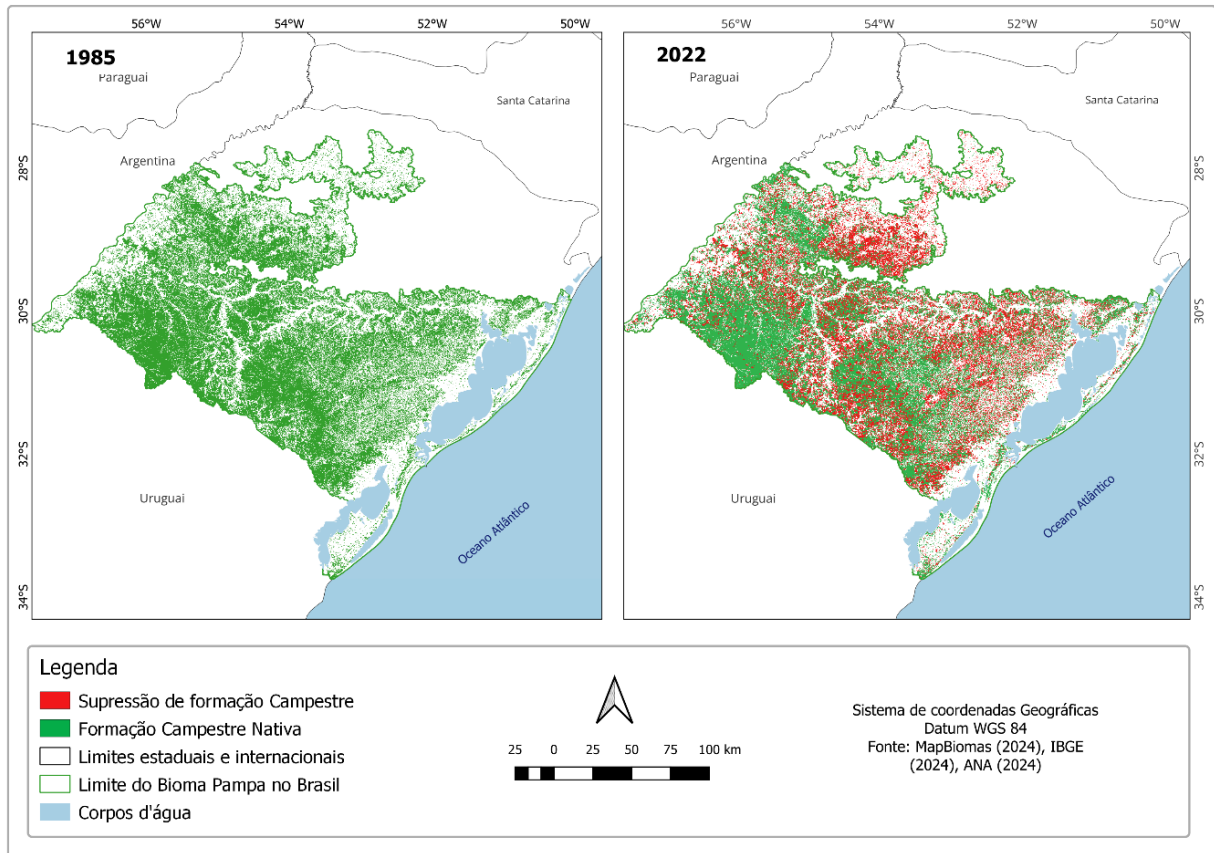 56°W 54°W 52°W 50°W
56°W 54°W 52°W 50°W
1985
Paraguai
Santa Catarina
Argentina
Uruguai
Oceano Atlântico
28°S
30°S
32°S
34°S
2022
Paraguai
Santa Catarina
Argentina
Uruguai
Oceano Atlântico
28°S
30°S
32°S
34°S
Legenda
Supressão de formação Campestre
Formação Campestre Nativa
Limites estaduais e internacionais
Limite do Bioma Pampa no Brasil
Corpos d'água
25 0 25 50 75 100 km
Sistema de coordenadas Geográficas
Datum WGS 84
Fonte: MapBiomas (2024), IBGE
(2024), ANA (2024)